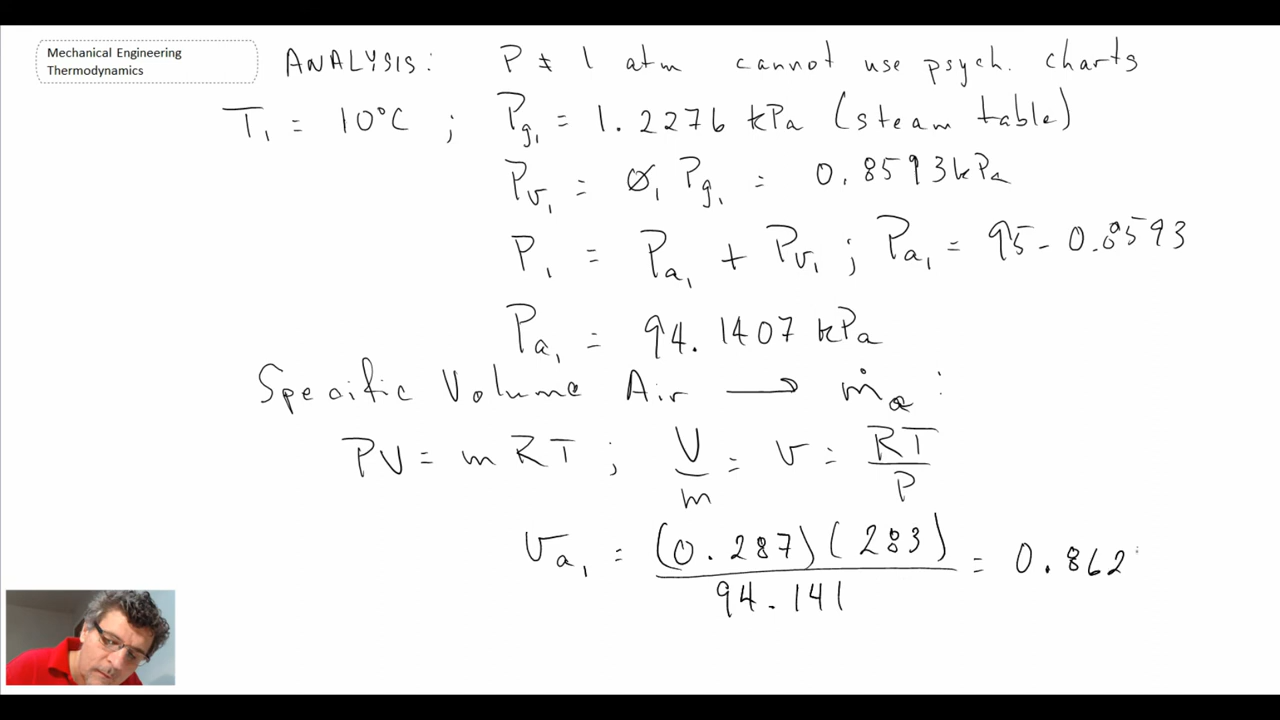 Mechanical Engineering
Thermodynamics
ANALYSIS: P ≠ 1 atm cannot use psych. charts
T₁ = 10°C ; Pg₁ = 1.2276 kPa (steam table)
Pv₁ = Ø₁ Pg₁ = 0.8593 kPa
P₁ = Pa₁ + Pv₁ ; Pa₁ = 95 - 0.8593
Pa₁ = 94.1407 kPa
Specific Volume Air → ṁa :
PV = mRT ; V/m = v = RT/P
va₁ = (0.287)(283)/94.141 = 0.862